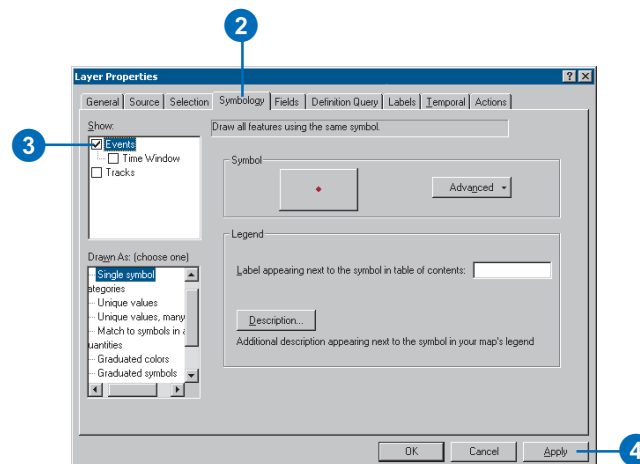 2
Layer Properties
General Source Selection Symbology Fields Definition Query Labels Temporal Actions
Show:
Draw all features using the same symbol.
3
Events
Time Window
Tracks
Symbol
Advanced
Legend
Drawn As: (choose one)
Single symbol
ategories
Unique values
Unique values, many
Match to symbols in a
uantities
Graduated colors
Graduated symbols
Label appearing next to the symbol in table of contents:
Description...
Additional description appearing next to the symbol in your map's legend
OK Cancel Apply
4